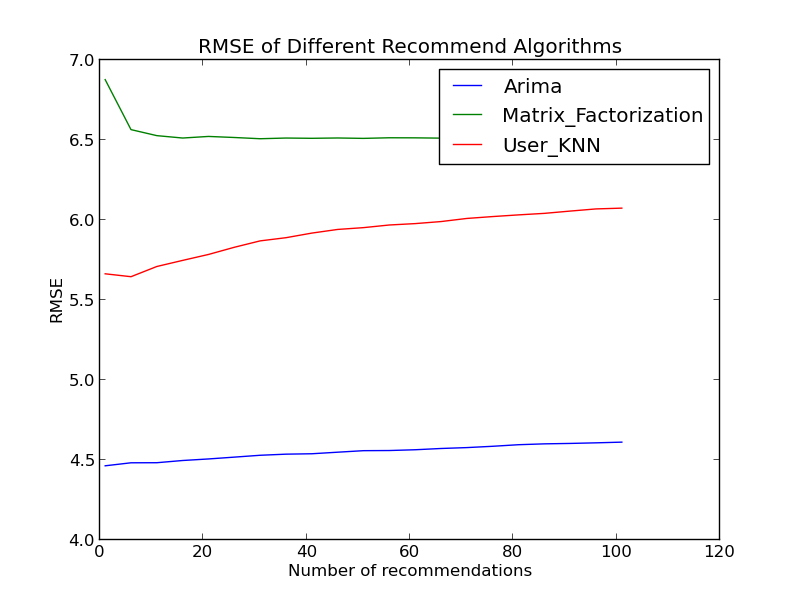 RMSE of Different Recommend Algorithms
7.0
6.5
6.0
5.5
5.0
4.5
4.0
RMSE
Arima
Matrix_Factorization
User_KNN
0 20 40 60 80 100 120
Number of recommendations